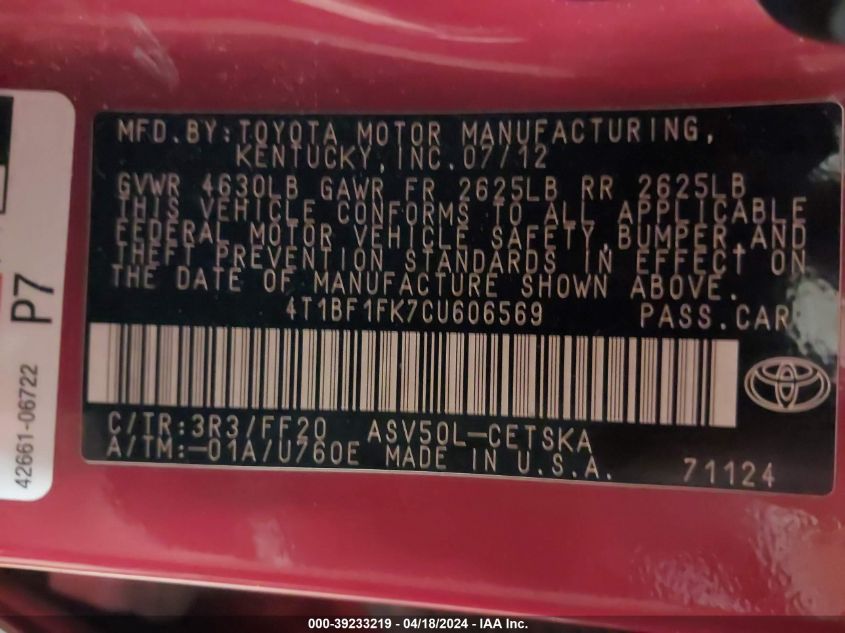 MFD. BY: TOYOTA MOTOR MANUFACTURING,
KENTUCKY, INC. 07/12
GVWR 4630LB GAWR FR 2625LB RR 2625LB
THIS VEHICLE CONFORMS TO ALL APPLICABLE
FEDERAL MOTOR VEHICLE SAFETY, BUMPER, AND
THEFT PREVENTION STANDARDS IN EFFECT ON
THE DATE OF MANUFACTURE SHOWN ABOVE.
4T1BF1FK7CU606569 PASS. CAR
C/TR: 3R3/FF20 ASV50L-CETSKA
A/TM: -01A/U760E MADE IN U.S.A. 71124
P7
42661-06722
000-39233219 - 04/18/2024 - IAA Inc.